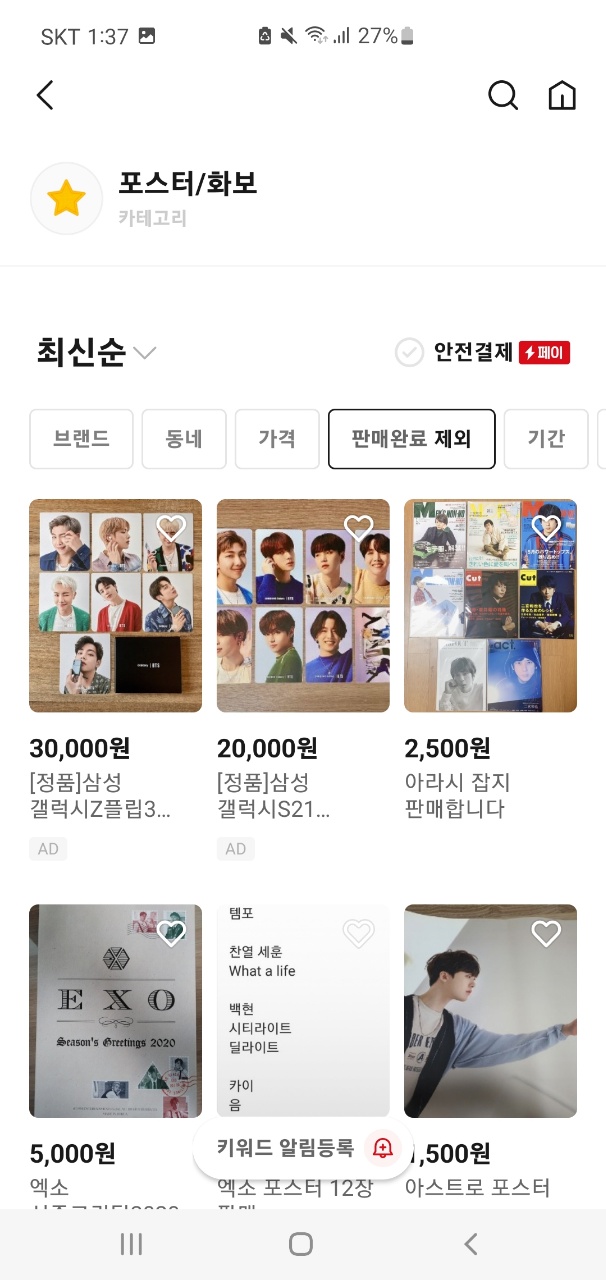 SKT 1:37
27%
포스터/화보
카테고리
최신순
안전결제 페이
브랜드 동네 가격 판매완료 제외 기간
Cut
Cut
act.
30,000원
20,000원
2,500원
[정품]삼성
갤럭시Z플립3...
[정품]삼성
갤럭시S21...
아라시 잡지
판매합니다
AD
AD
EXO
Season's Greetings 2020
템포
찬열 세훈
What a life
백현
시티라이트
딜라이트
카이
음
5,000원
키워드 알림등록
1,500원
엑소
엑소 포스터 12장
아스트로 포스터